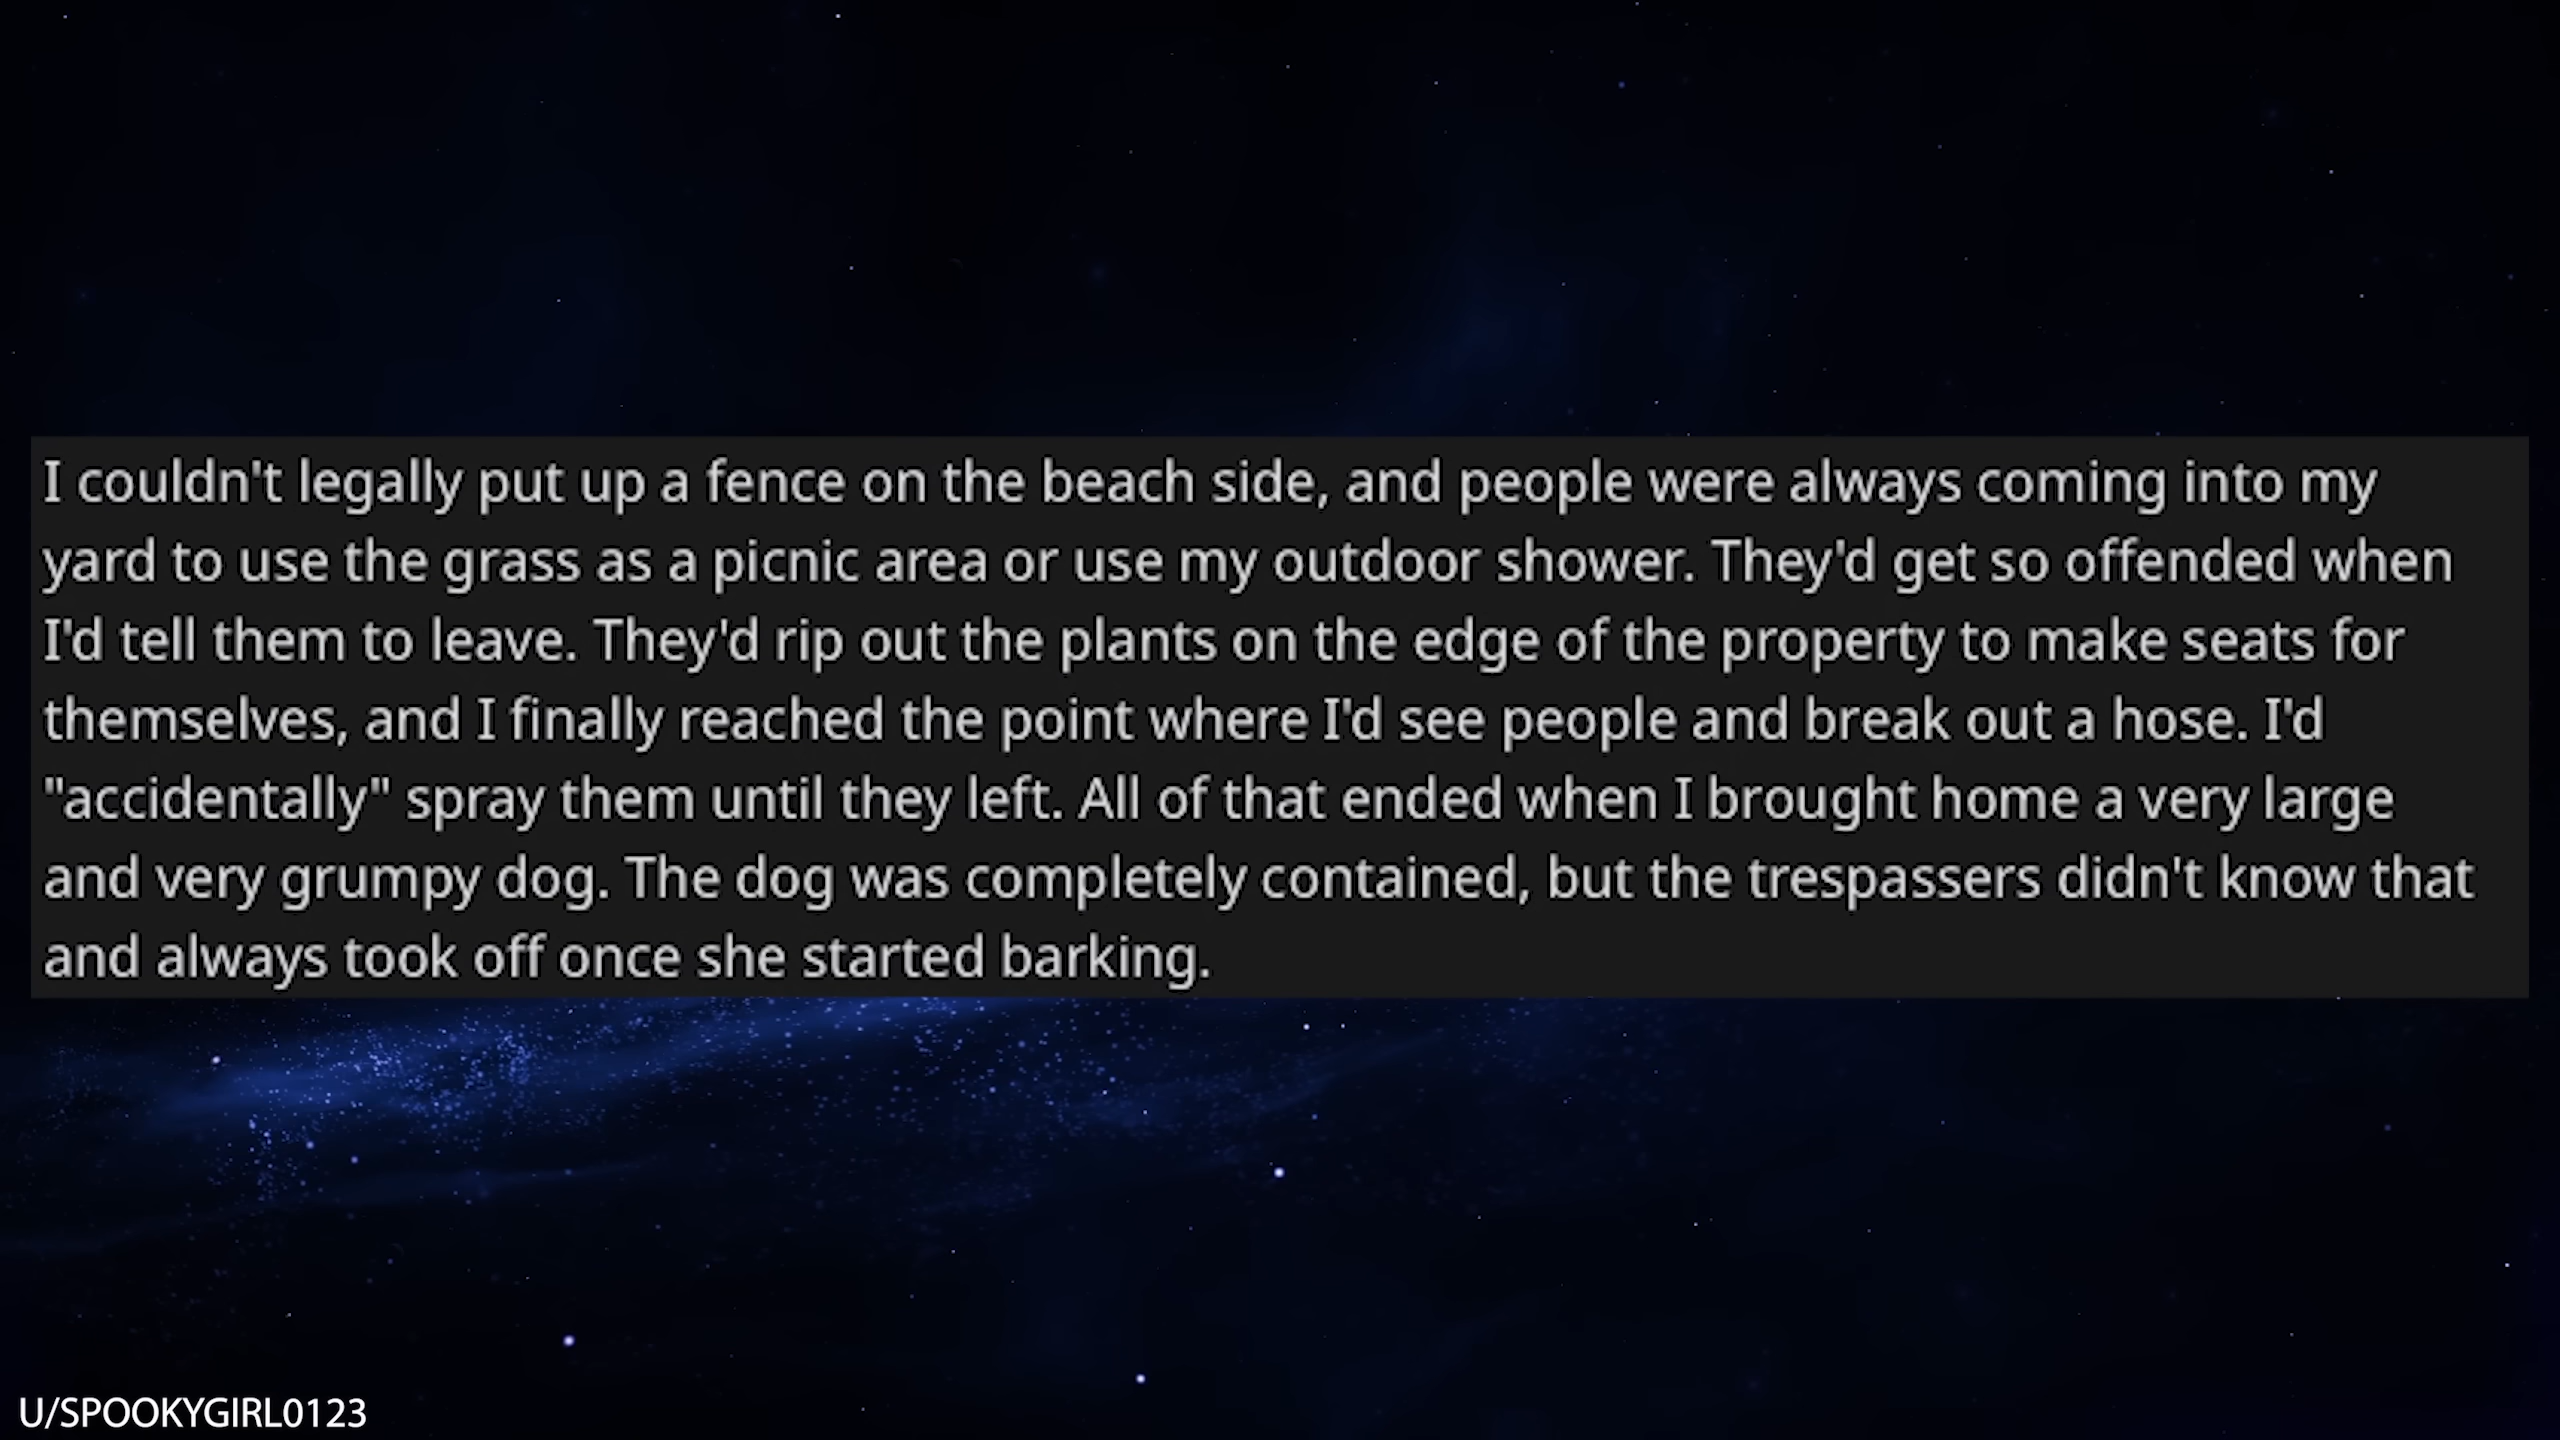 I couldn't legally put up a fence on the beach side, and people were always coming into my
yard to use the grass as a picnic area or use my outdoor shower. They'd get so offended when
I'd tell them to leave. They'd rip out the plants on the edge of the property to make seats for
themselves, and I finally reached the point where I'd see people and break out a hose. I'd
"accidentally" spray them until they left. All of that ended when I brought home a very large
and very grumpy dog. The dog was completely contained, but the trespassers didn't know that
and always took off once she started barking.
U/SPOOKYGIRL0123